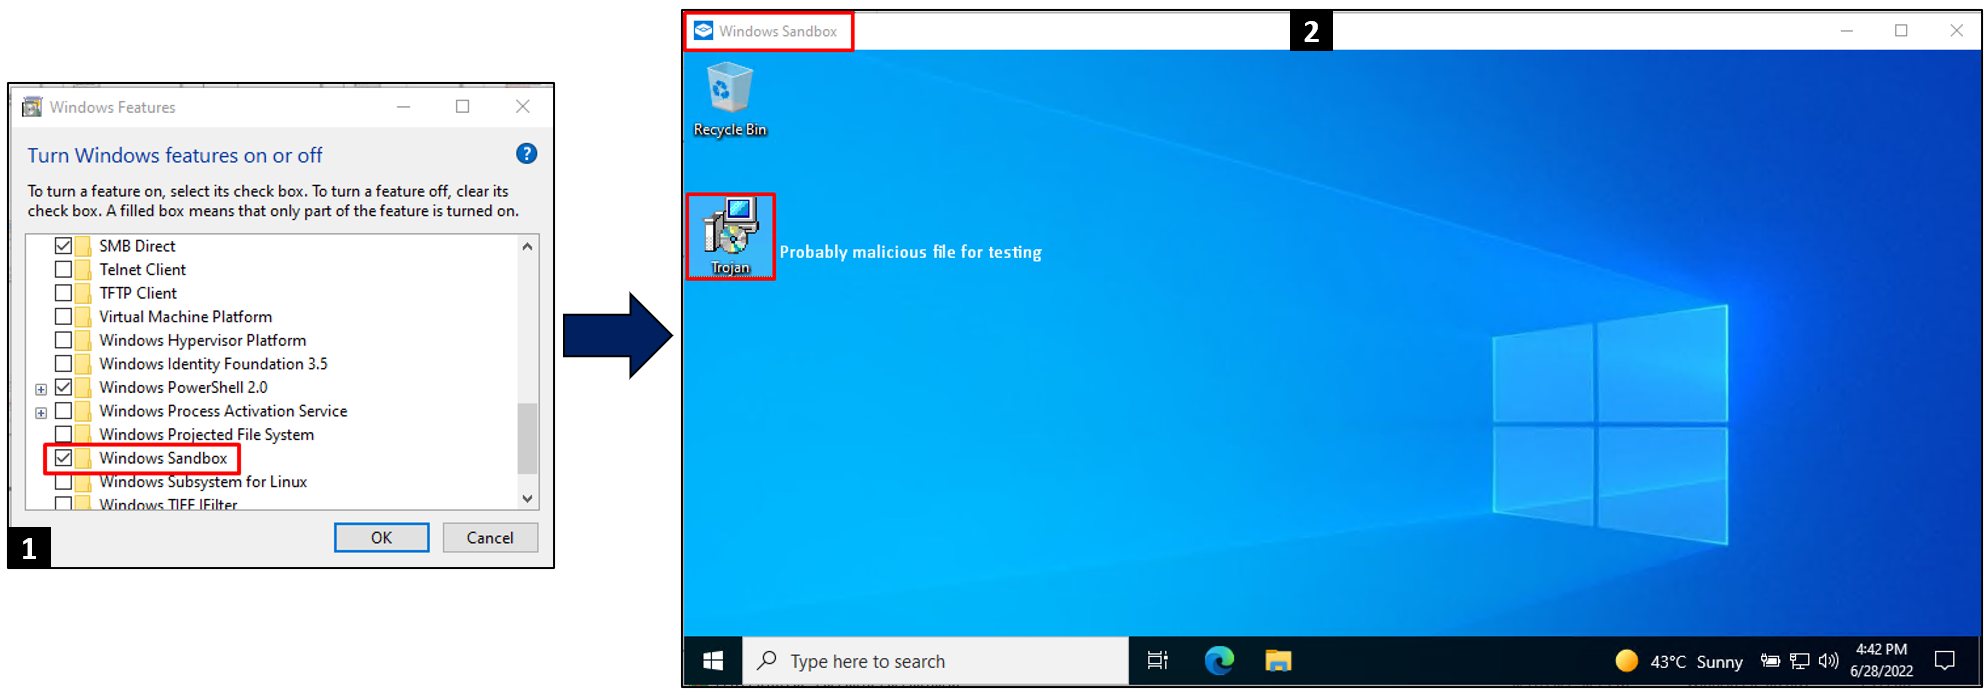 Windows Features
Turn Windows features on or off
?
To turn a feature on, select its check box. To turn a feature off, clear its
check box. A filled box means that only part of the feature is turned on.
SMB Direct
Telnet Client
TFTP Client
Virtual Machine Platform
Windows Hypervisor Platform
Windows Identity Foundation 3.5
Windows PowerShell 2.0
Windows Process Activation Service
Windows Projected File System
Windows Sandbox
Windows Subsystem for Linux
Windows TIFF IFilter
OK
Cancel
1
Windows Sandbox
2
Recycle Bin
Trojan
Probably malicious file for testing
Type here to search
43°C Sunny
4:42 PM
6/28/2022